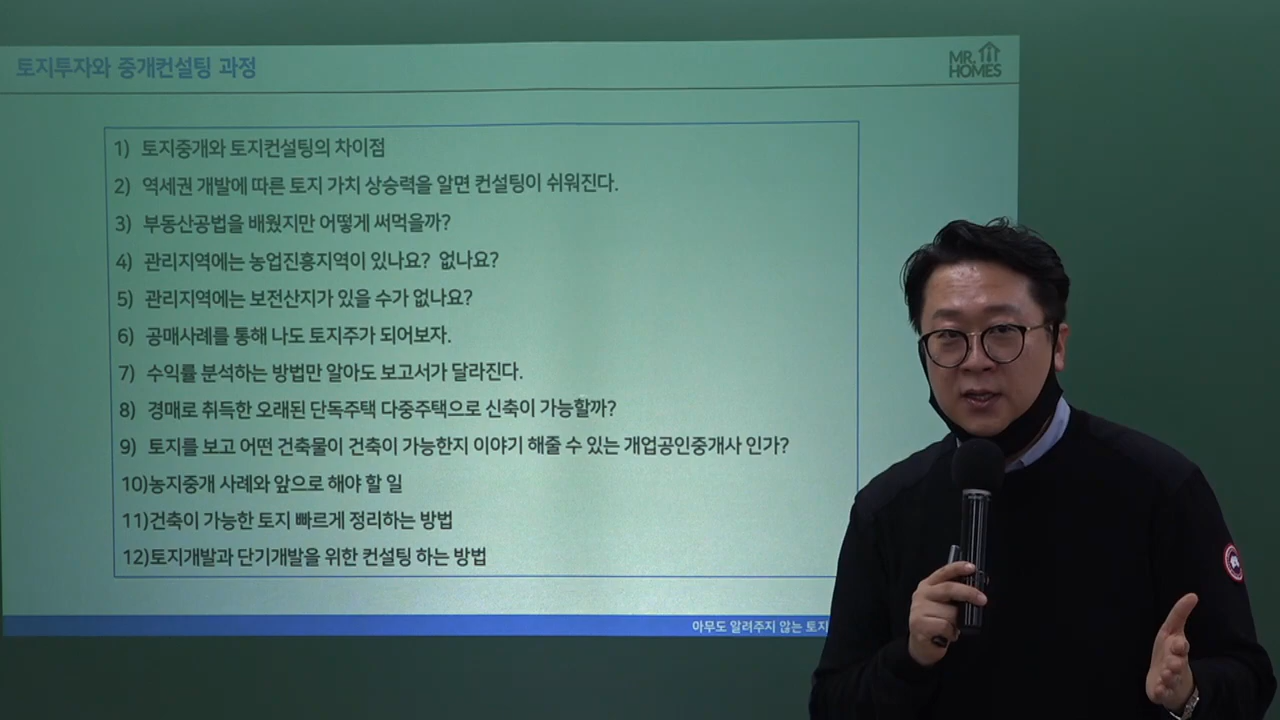 토지투자와 중개컨설팅 과정
MR.
HOMES
1) 토지중개와 토지컨설팅의 차이점
2) 역세권 개발에 따른 토지 가치 상승력을 알면 컨설팅이 쉬워진다.
3) 부동산공법을 배웠지만 어떻게 써먹을까?
4) 관리지역에는 농업진흥지역이 있나요? 없나요?
5) 관리지역에는 보전산지가 있을 수가 없나요?
6) 공매사례를 통해 나도 토지주가 되어보자.
7) 수익률 분석하는 방법만 알아도 보고서가 달라진다.
8) 경매로 취득한 오래된 단독주택 다중주택으로 신축이 가능할까?
9) 토지를 보고 어떤 건축물이 건축이 가능한지 이야기 해줄 수 있는 개업공인중개사 인가?
10)농지중개 사례와 앞으로 해야 할 일
11)건축이 가능한 토지 빠르게 정리하는 방법
12)토지개발과 단기개발을 위한 컨설팅 하는 방법
아무도 알려주지 않는 토지